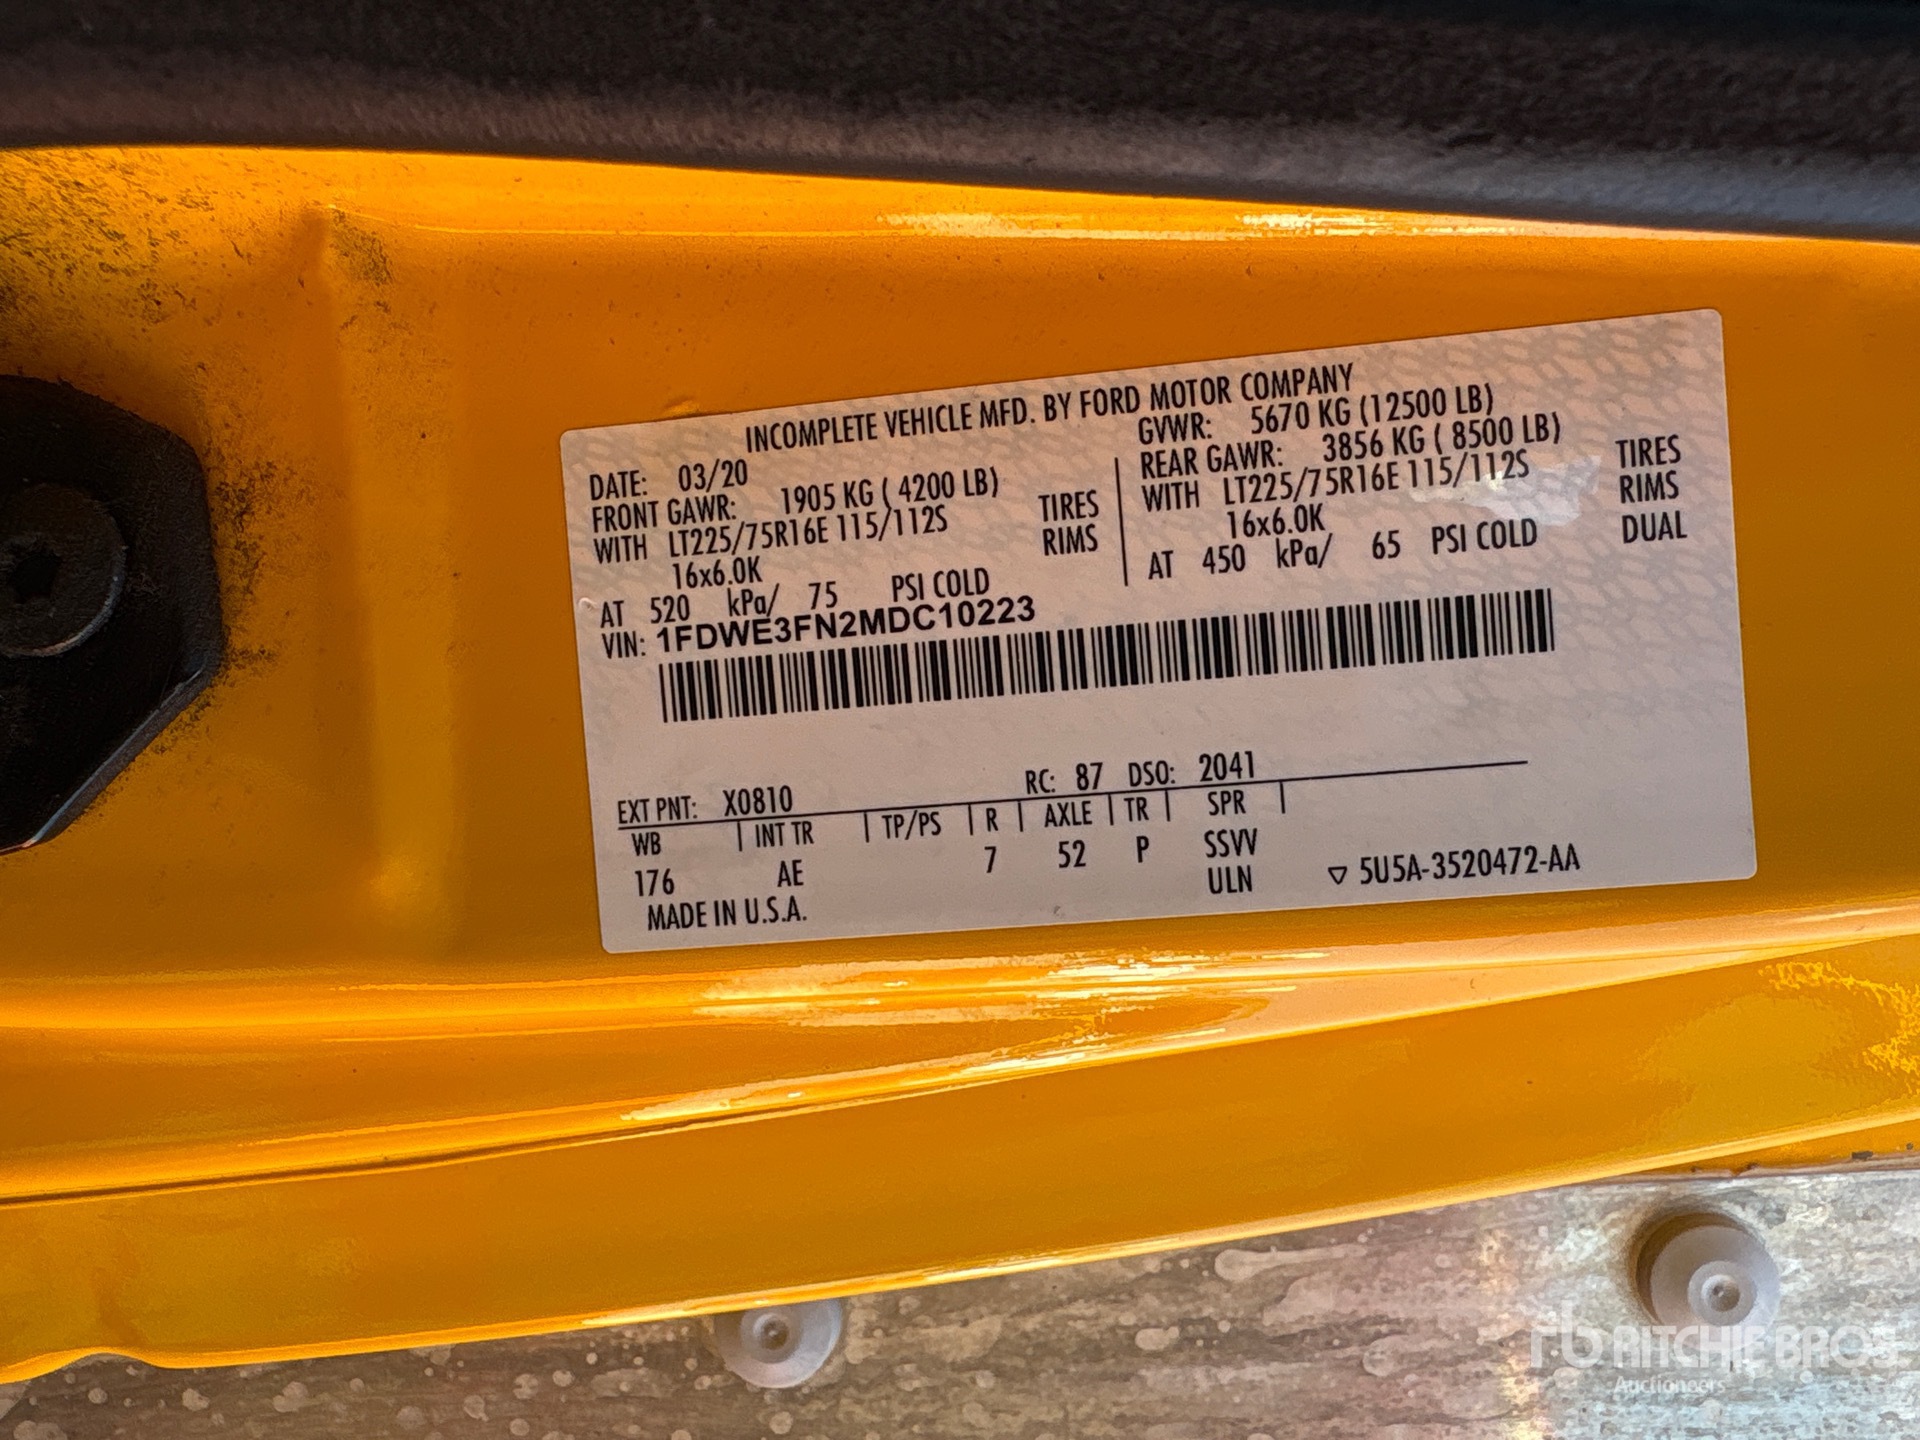 INCOMPLETE VEHICLE MFD. BY FORD MOTOR COMPANY
DATE: 03/20
GVWR: 5670 KG (12500 LB)
FRONT GAWR: 1905 KG ( 4200 LB)
REAR GAWR: 3856 KG ( 8500 LB)
WITH LT225/75R16E 115/112S TIRES
WITH LT225/75R16E 115/112S TIRES
16x6.0K RIMS
16x6.0K RIMS
AT 520 kPa/ 75 PSI COLD
AT 450 kPa/ 65 PSI COLD DUAL
VIN: 1FDWE3FN2MDC10223
EXT PNT: X0810 RC: 87 DSO: 2041
WB | INT TR | TP/PS | R | AXLE | TR | SPR |
176 AE 7 52 P SSVV
ULN ▽ 5U5A-3520472-AA
MADE IN U.S.A.
rb RITCHIE BROS
Auctioneers